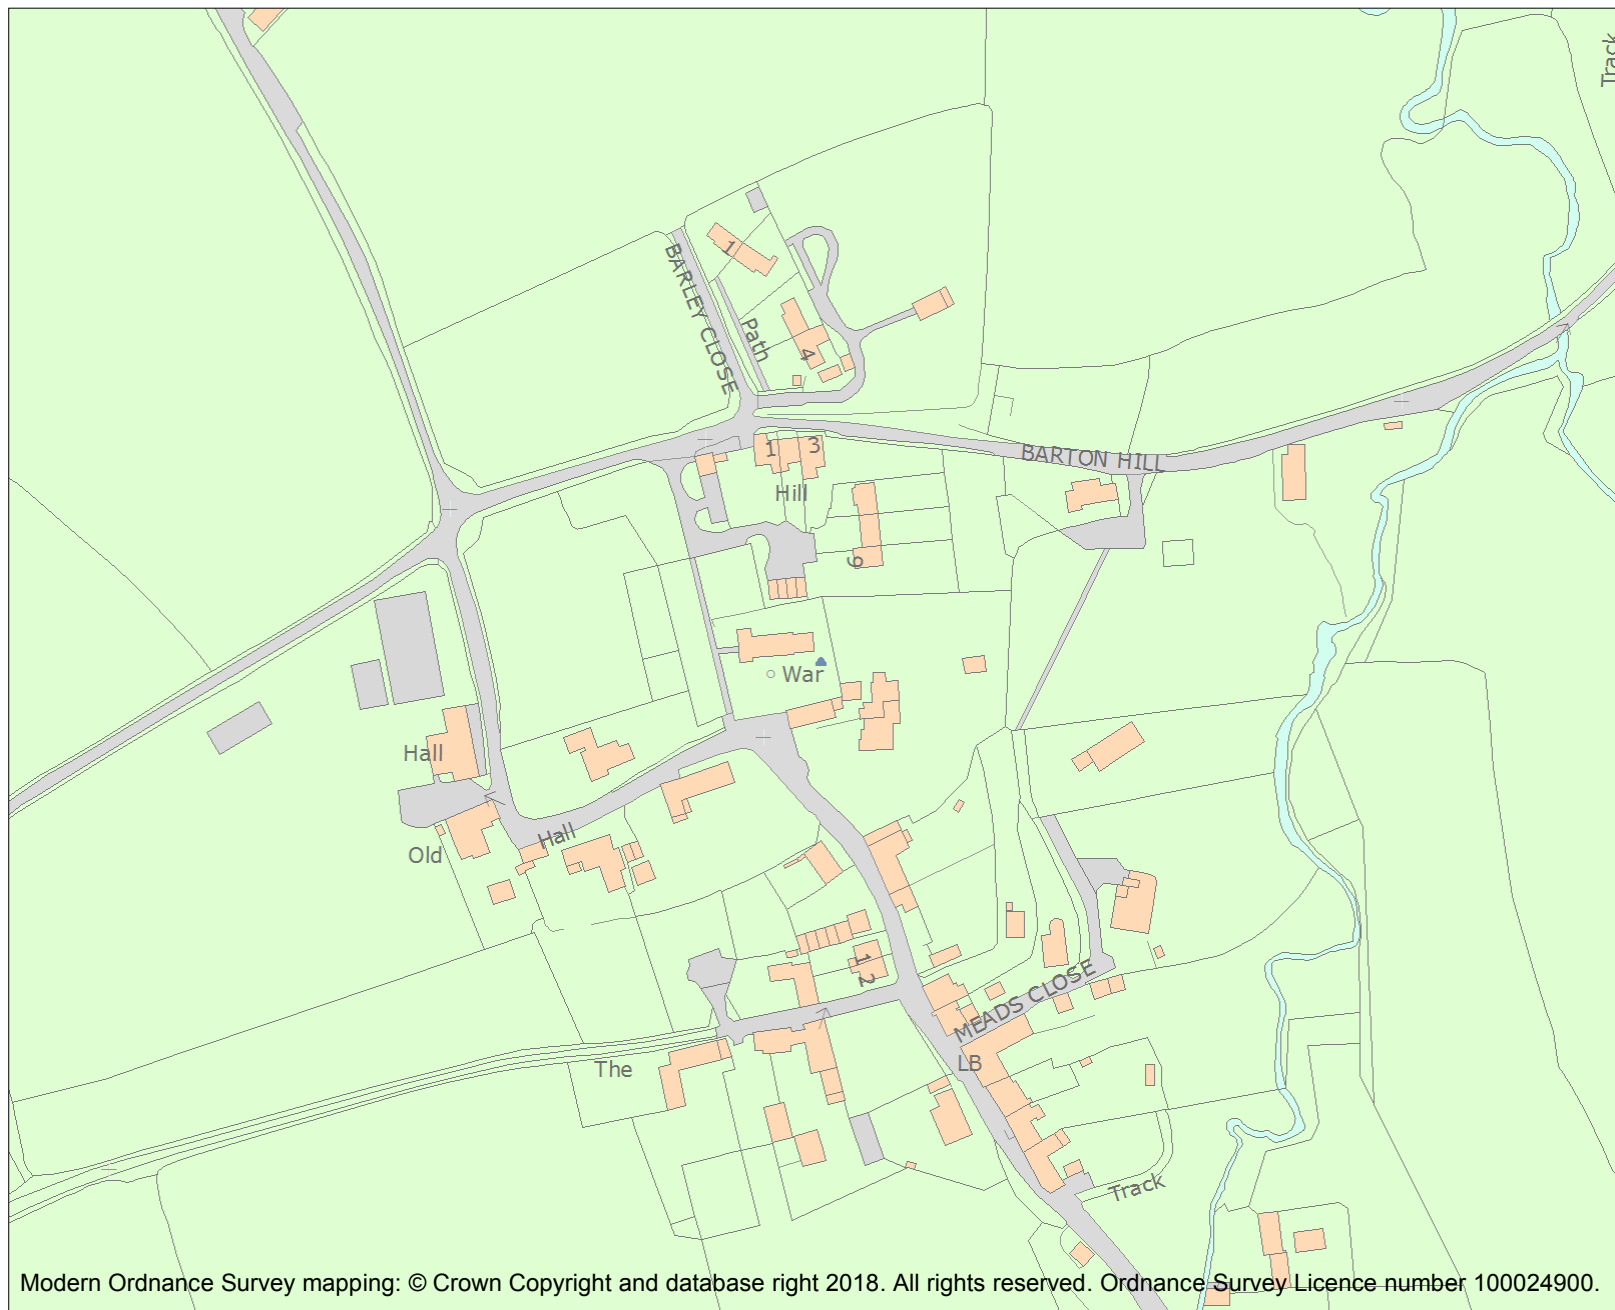 Track
1
BARLEY CLOSE
Path
4
1
3
BARTON HILL
Hill
9
War
Hall
Hall
Old
1
2
MEADS CLOSE
LB
The
Track
Modern Ordnance Survey mapping: © Crown Copyright and database right 2018. All rights reserved. Ordnance Survey Licence number 100024900.